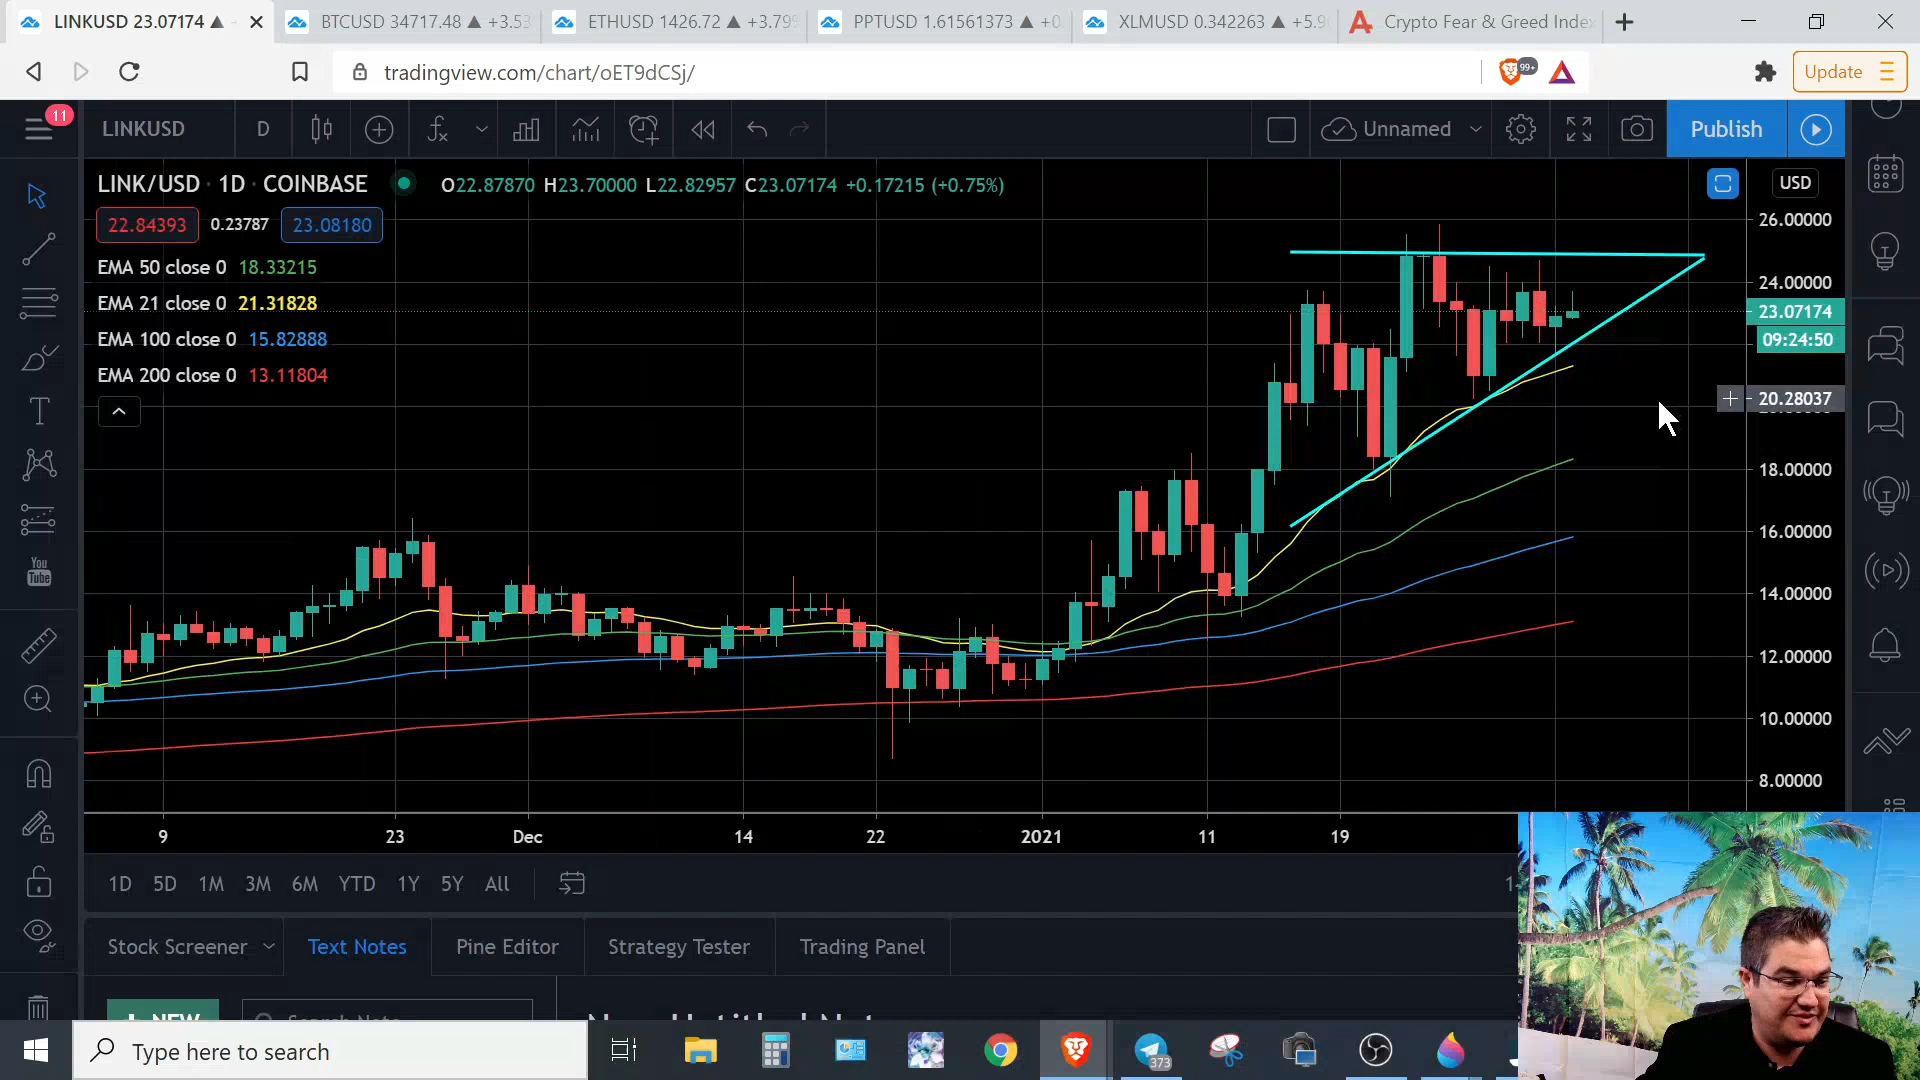 LINKUSD 23.07174 ▲
BTCUSD 34717.48 ▲ +3.53
ETHUSD 1426.72 ▲ +3.79%
PPTUSD 1.61561373 ▲ +0
XLMUSD 0.342263 ▲ +5.9
Crypto Fear & Greed Index
tradingview.com/chart/oET9dCSj/
99+
Update
11
LINKUSD
D
Unnamed
Publish
LINK/USD · 1D · COINBASE
O22.87870 H23.70000 L22.82957 C23.07174 +0.17215 (+0.75%)
USD
22.84393
0.23787
23.08180
EMA 50 close 0 18.33215
EMA 21 close 0 21.31828
EMA 100 close 0 15.82888
EMA 200 close 0 13.11804
26.00000
24.00000
23.07174
09:24:50
20.28037
18.00000
16.00000
14.00000
12.00000
10.00000
8.00000
You
Tube
9
23
Dec
14
22
2021
11
19
1D 5D 1M 3M 6M YTD 1Y 5Y All
Stock Screener
Text Notes
Pine Editor
Strategy Tester
Trading Panel
+ NEW
Search Note
Type here to search
373